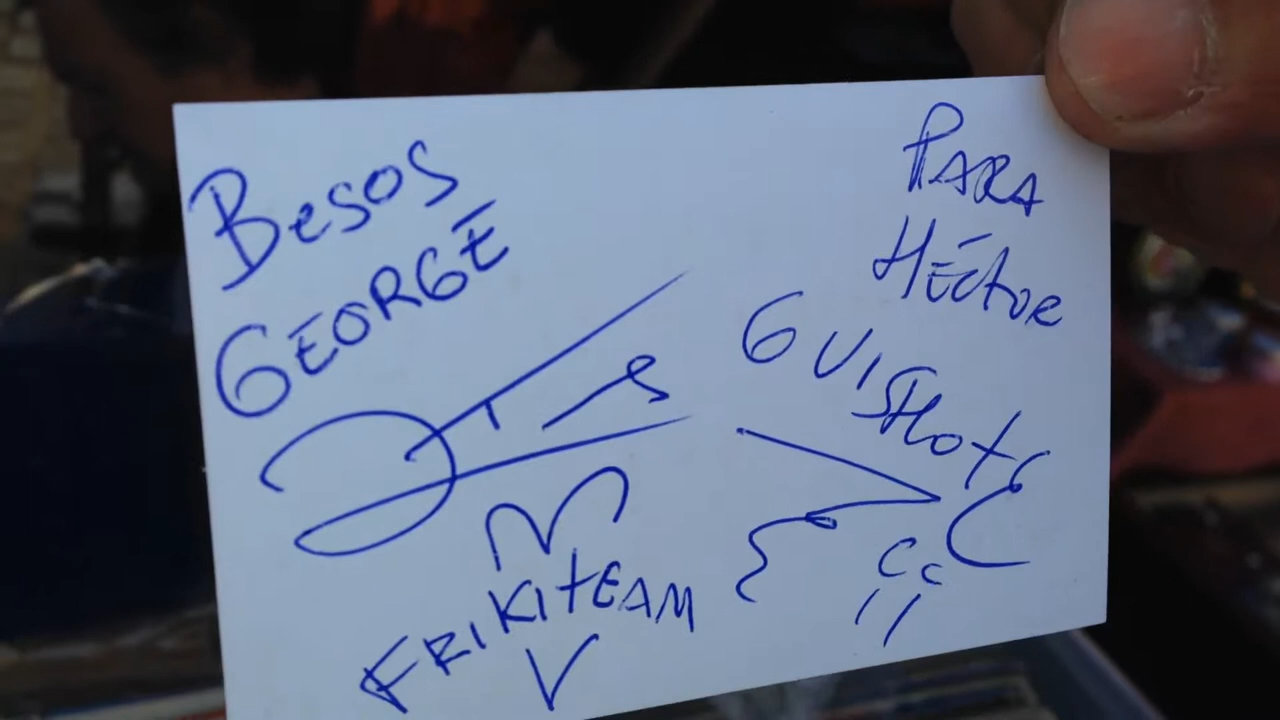 BESOS
GEORGE
PARA
HÉCTOR
GUISHOTE
FRIKITEAM